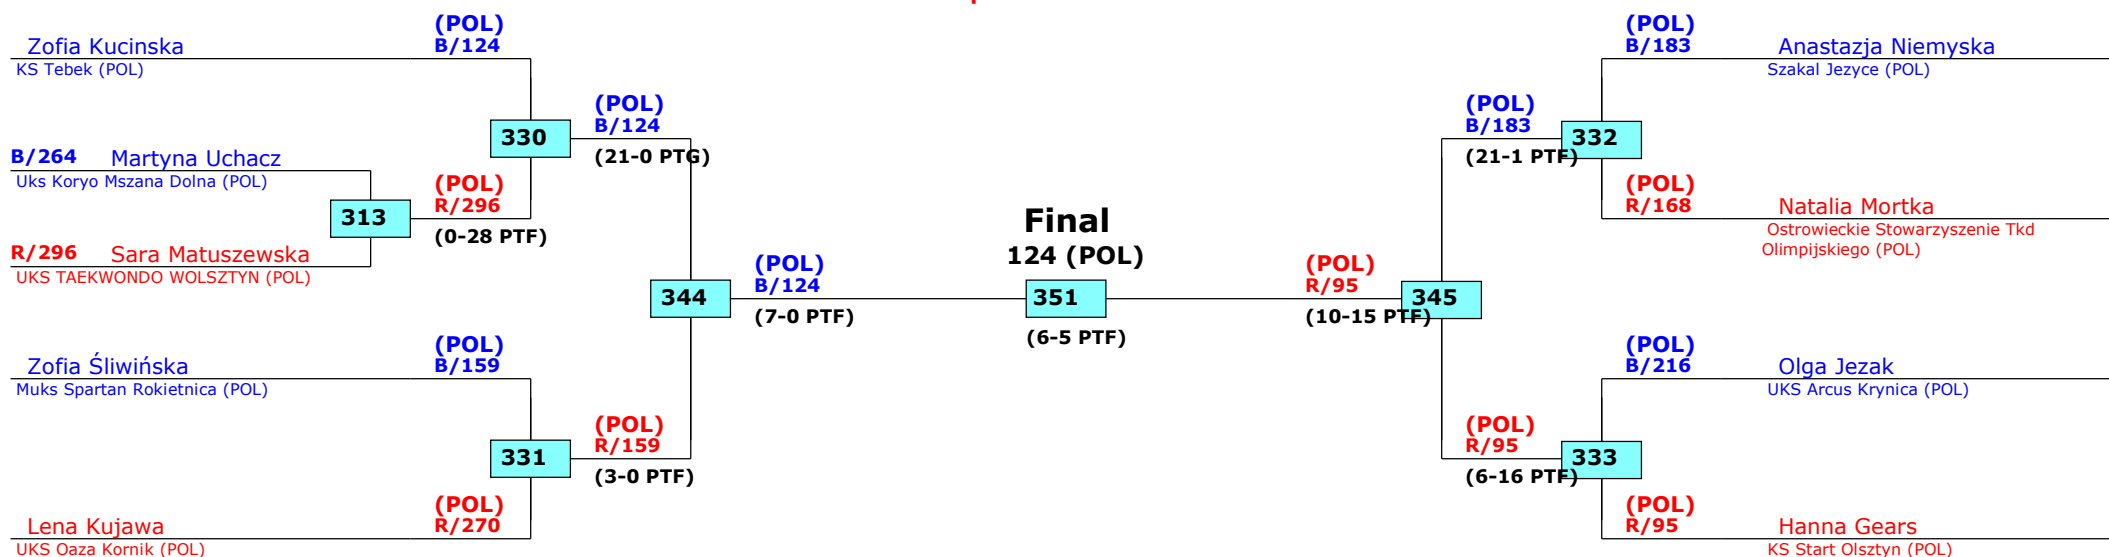 (POL)
B/124
Zofia Kucinska
KS Tebek (POL)
330
(POL)
B/124
(21-0 PTG)
B/264 Martyna Uchacz
Uks Koryo Mszana Dolna (POL)
313
(POL)
R/296
(0-28 PTF)
R/296 Sara Matuszewska
UKS TAEKWONDO WOLSZTYN (POL)
344
(POL)
B/124
(7-0 PTF)
Zofia Śliwińska
Muks Spartan Rokietnica (POL)
(POL)
B/159
331
(POL)
R/159
(3-0 PTF)
Lena Kujawa
UKS Oaza Kornik (POL)
(POL)
R/270
Final
124 (POL)
351
(6-5 PTF)
(POL)
R/95
(10-15 PTF)
345
(POL)
B/183
(21-1 PTF)
332
(POL)
B/183
Anastazja Niemyska
Szakal Jezyce (POL)
(POL)
R/168
Natalia Mortka
Ostrowieckie Stowarzyszenie Tkd
Olimpijskiego (POL)
(POL)
R/95
(6-16 PTF)
333
(POL)
B/216
Olga Jezak
UKS Arcus Krynica (POL)
(POL)
R/95
Hanna Gears
KS Start Olsztyn (POL)